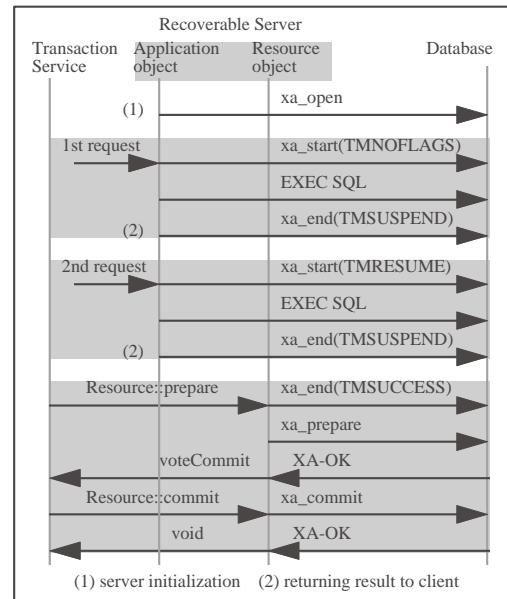 Recoverable Server
Transaction Service
Application object
Resource object
Database
(1)
xa_open
1st request
xa_start(TMNOFLAGS)
EXEC SQL
(2)
xa_end(TMSUSPEND)
2nd request
xa_start(TMRESUME)
EXEC SQL
(2)
xa_end(TMSUSPEND)
Resource::prepare
xa_end(TMSUCCESS)
xa_prepare
voteCommit
XA-OK
Resource::commit
xa_commit
void
XA-OK
(1) server initialization (2) returning result to client